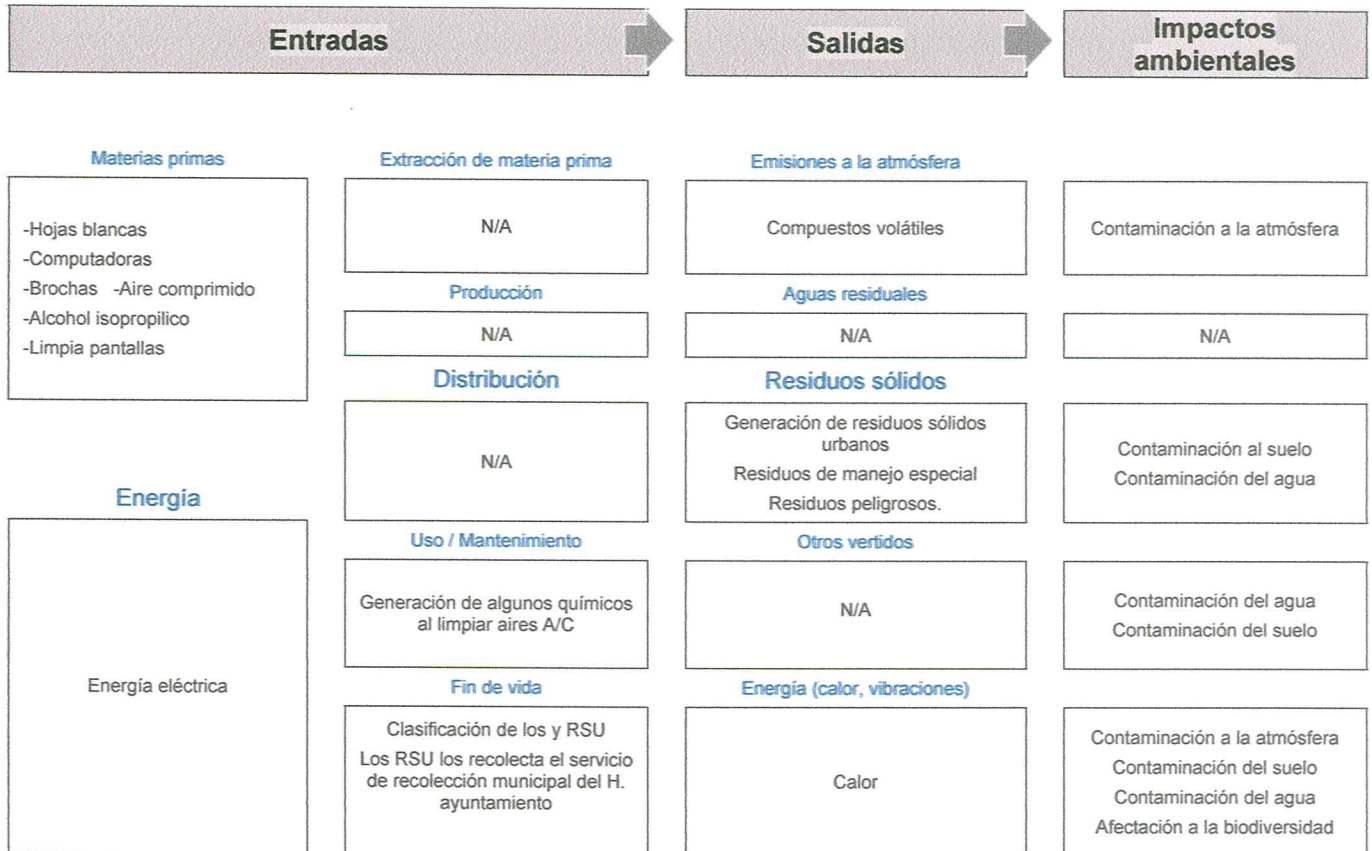 Entradas
Salidas
Impactos
ambientales
Materias primas
-Hojas blancas
-Computadoras
-Brochas -Aire comprimido
-Alcohol isopropilico
-Limpia pantallas
Energía
Energía eléctrica
Extracción de materia prima
N/A
Producción
N/A
Distribución
N/A
Uso / Mantenimiento
Generación de algunos químicos
al limpiar aires A/C
Fin de vida
Clasificación de los y RSU
Los RSU los recolecta el servicio
de recolección municipal del H.
ayuntamiento
Emisiones a la atmósfera
Compuestos volátiles
Aguas residuales
N/A
Residuos sólidos
Generación de residuos sólidos
urbanos
Residuos de manejo especial
Residuos peligrosos.
Otros vertidos
N/A
Energía (calor, vibraciones)
Calor
Contaminación a la atmósfera
N/A
Contaminación al suelo
Contaminación del agua
Contaminación del agua
Contaminación del suelo
Contaminación a la atmósfera
Contaminación del suelo
Contaminación del agua
Afectación a la biodiversidad